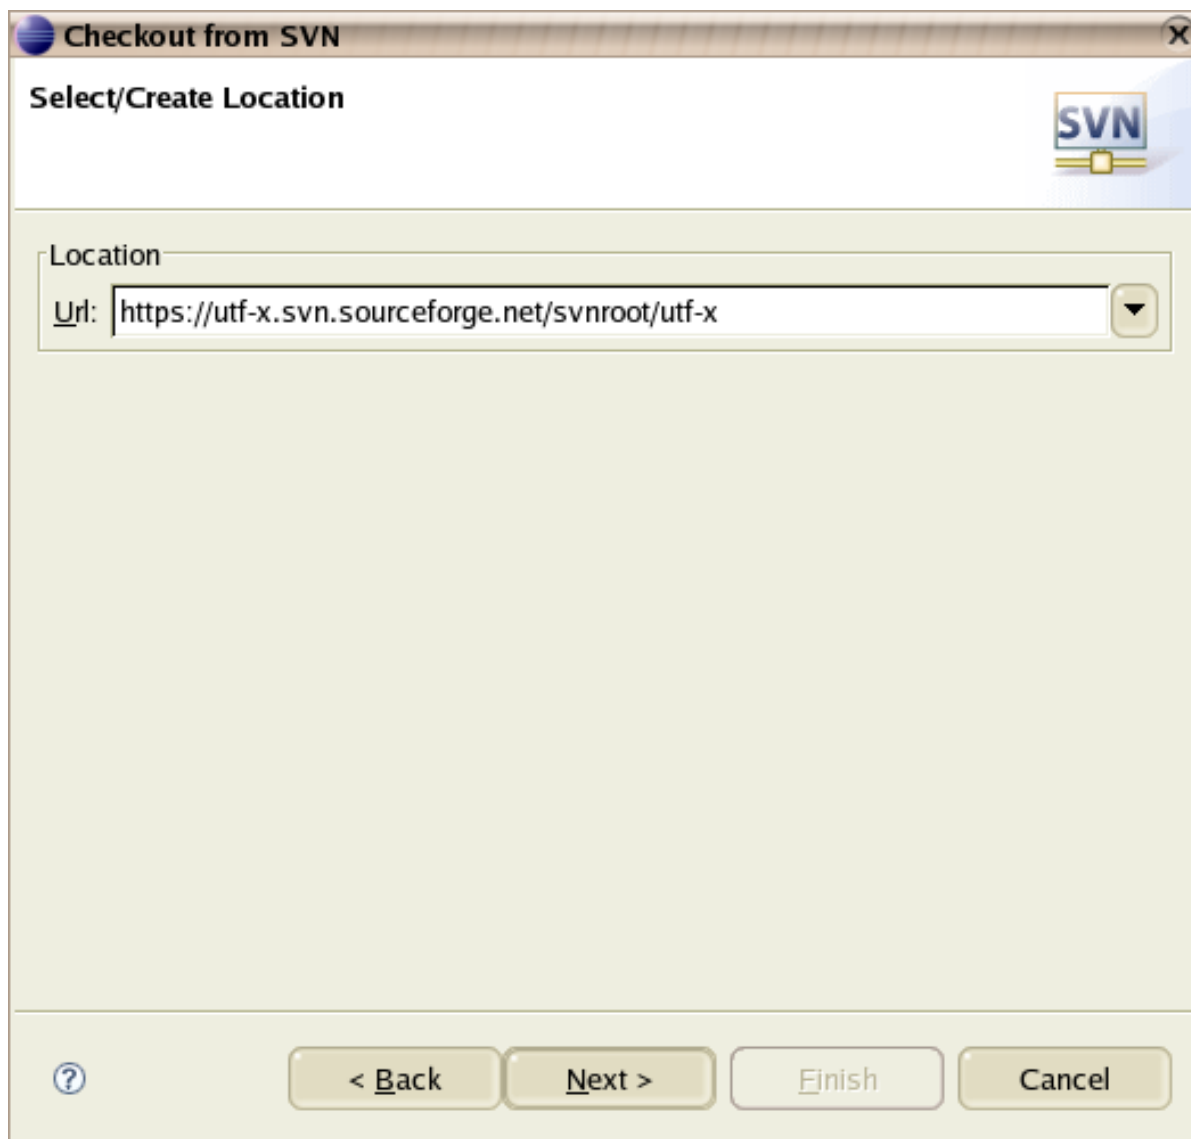 Checkout from SVN
Select/Create Location
SVN
Location
Url: https://utf-x.svn.sourceforge.net/svnroot/utf-x
? < Back Next > Finish Cancel